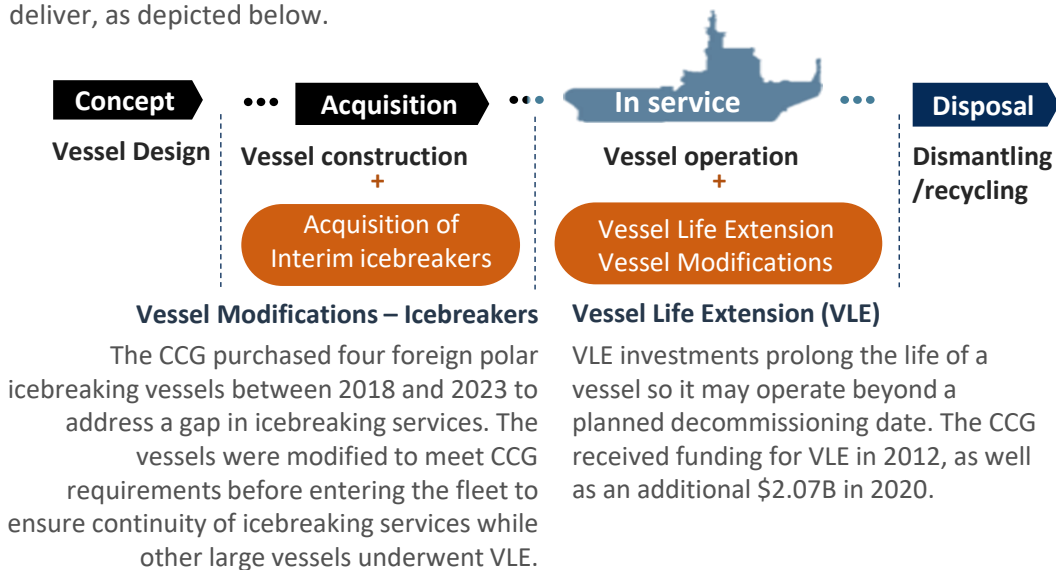 deliver, as depicted below.
Concept
Acquisition
In service
Disposal
Vessel Design
Vessel construction
+
Acquisition of
Interim icebreakers
Vessel operation
+
Vessel Life Extension
Vessel Modifications
Dismantling
/recycling
Vessel Modifications – Icebreakers
The CCG purchased four foreign polar
icebreaking vessels between 2018 and 2023 to
address a gap in icebreaking services. The
vessels were modified to meet CCG
requirements before entering the fleet to
ensure continuity of icebreaking services while
other large vessels underwent VLE.
Vessel Life Extension (VLE)
VLE investments prolong the life of a
vessel so it may operate beyond a
planned decommissioning date. The CCG
received funding for VLE in 2012, as well
as an additional $2.07B in 2020.